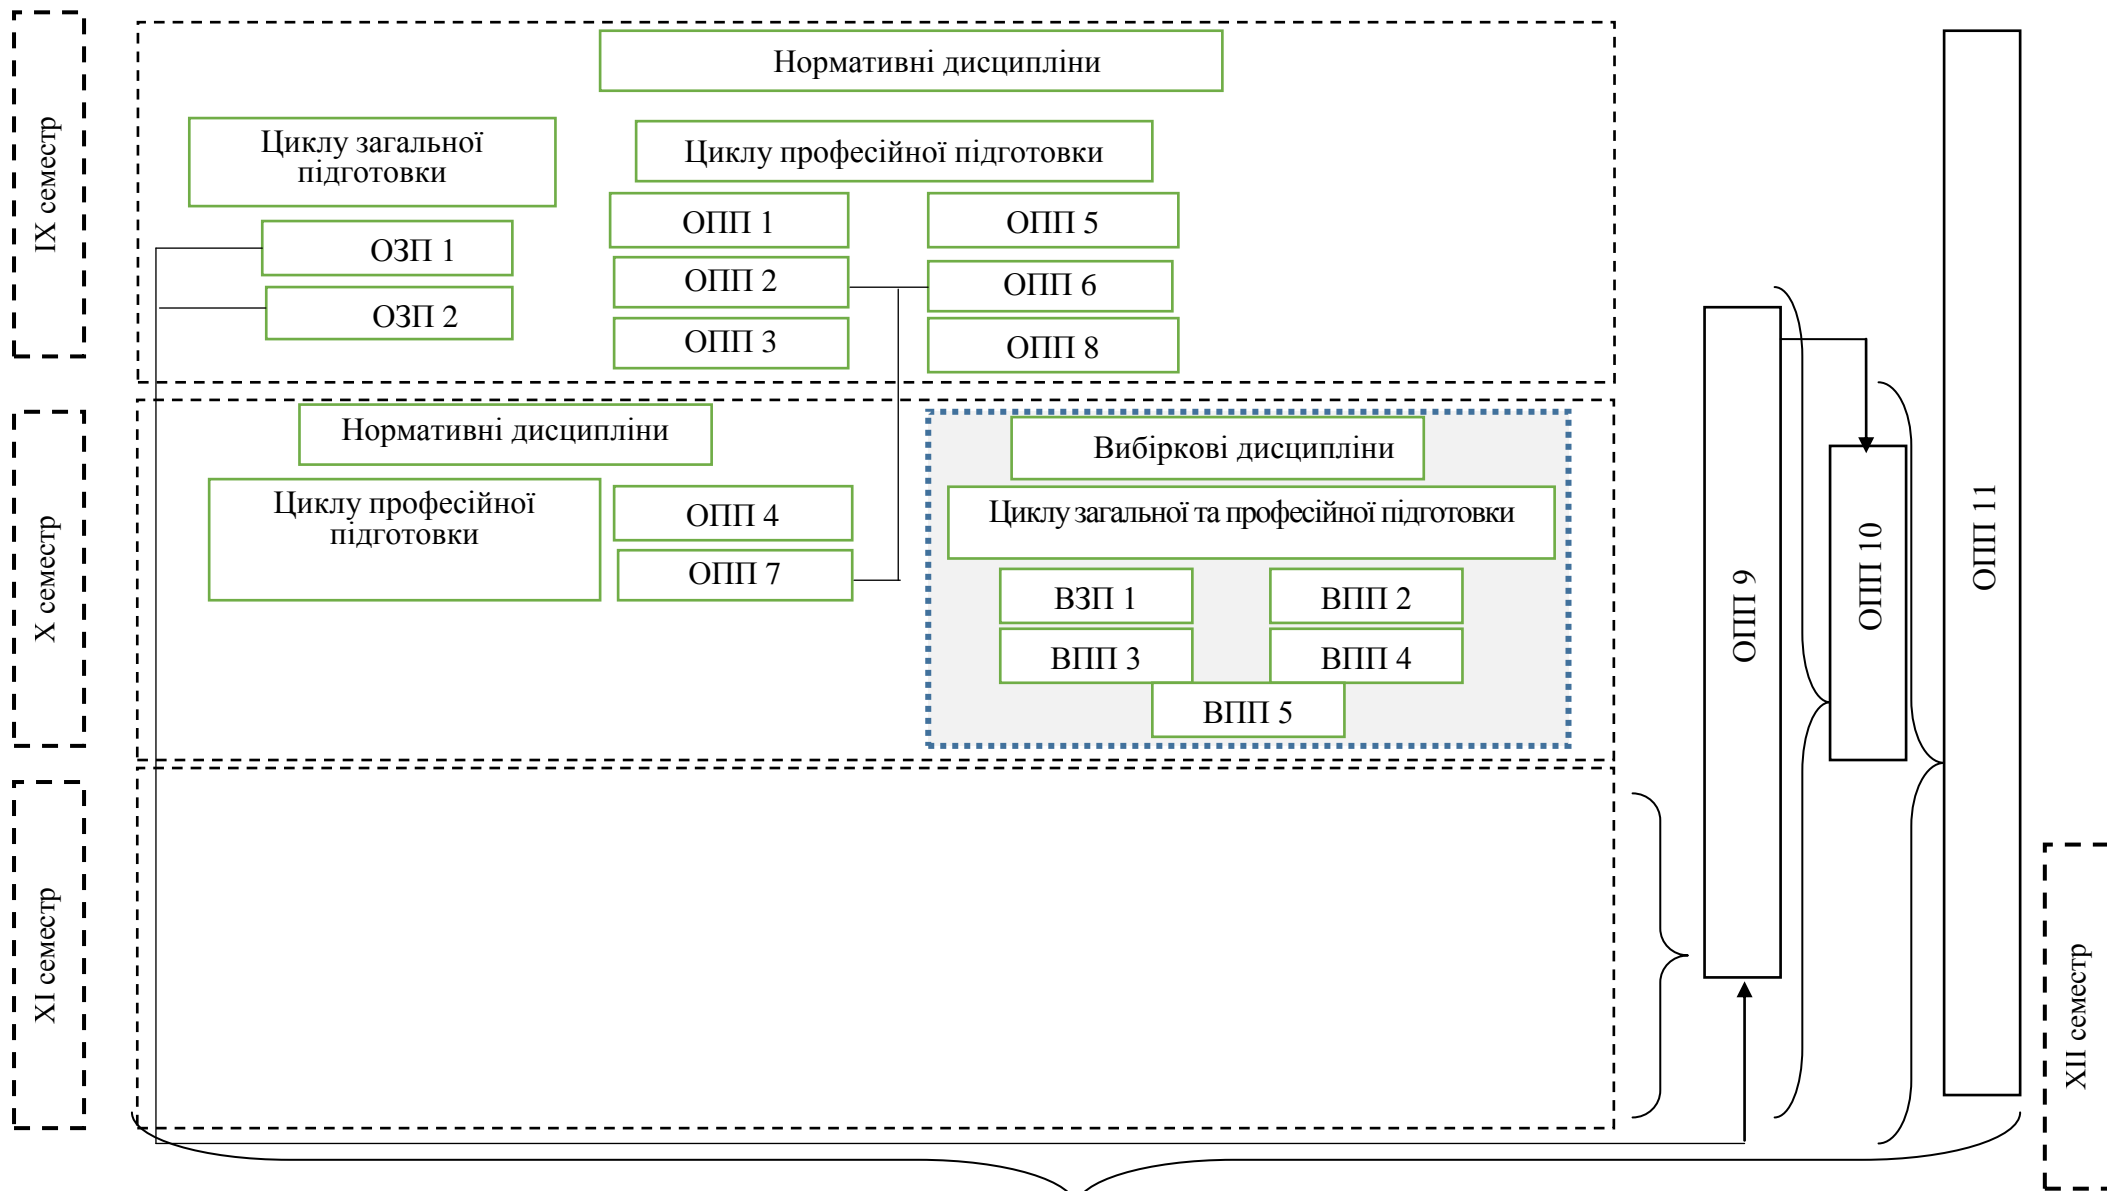 IX семестр
Нормативні дисципліни
Циклу загальної
підготовки
Циклу професійної підготовки
ОЗП 1
ОЗП 2
ОПП 1
ОПП 2
ОПП 3
ОПП 5
ОПП 6
ОПП 8
X семестр
Нормативні дисципліни
Циклу професійної
підготовки
ОПП 4
ОПП 7
Вибіркові дисципліни
Циклу загальної та професійної підготовки
ВЗП 1
ВПП 2
ВПП 3
ВПП 4
ВПП 5
XI семестр
ОПП 9
ОПП 10
ОПП 11
XII семестр